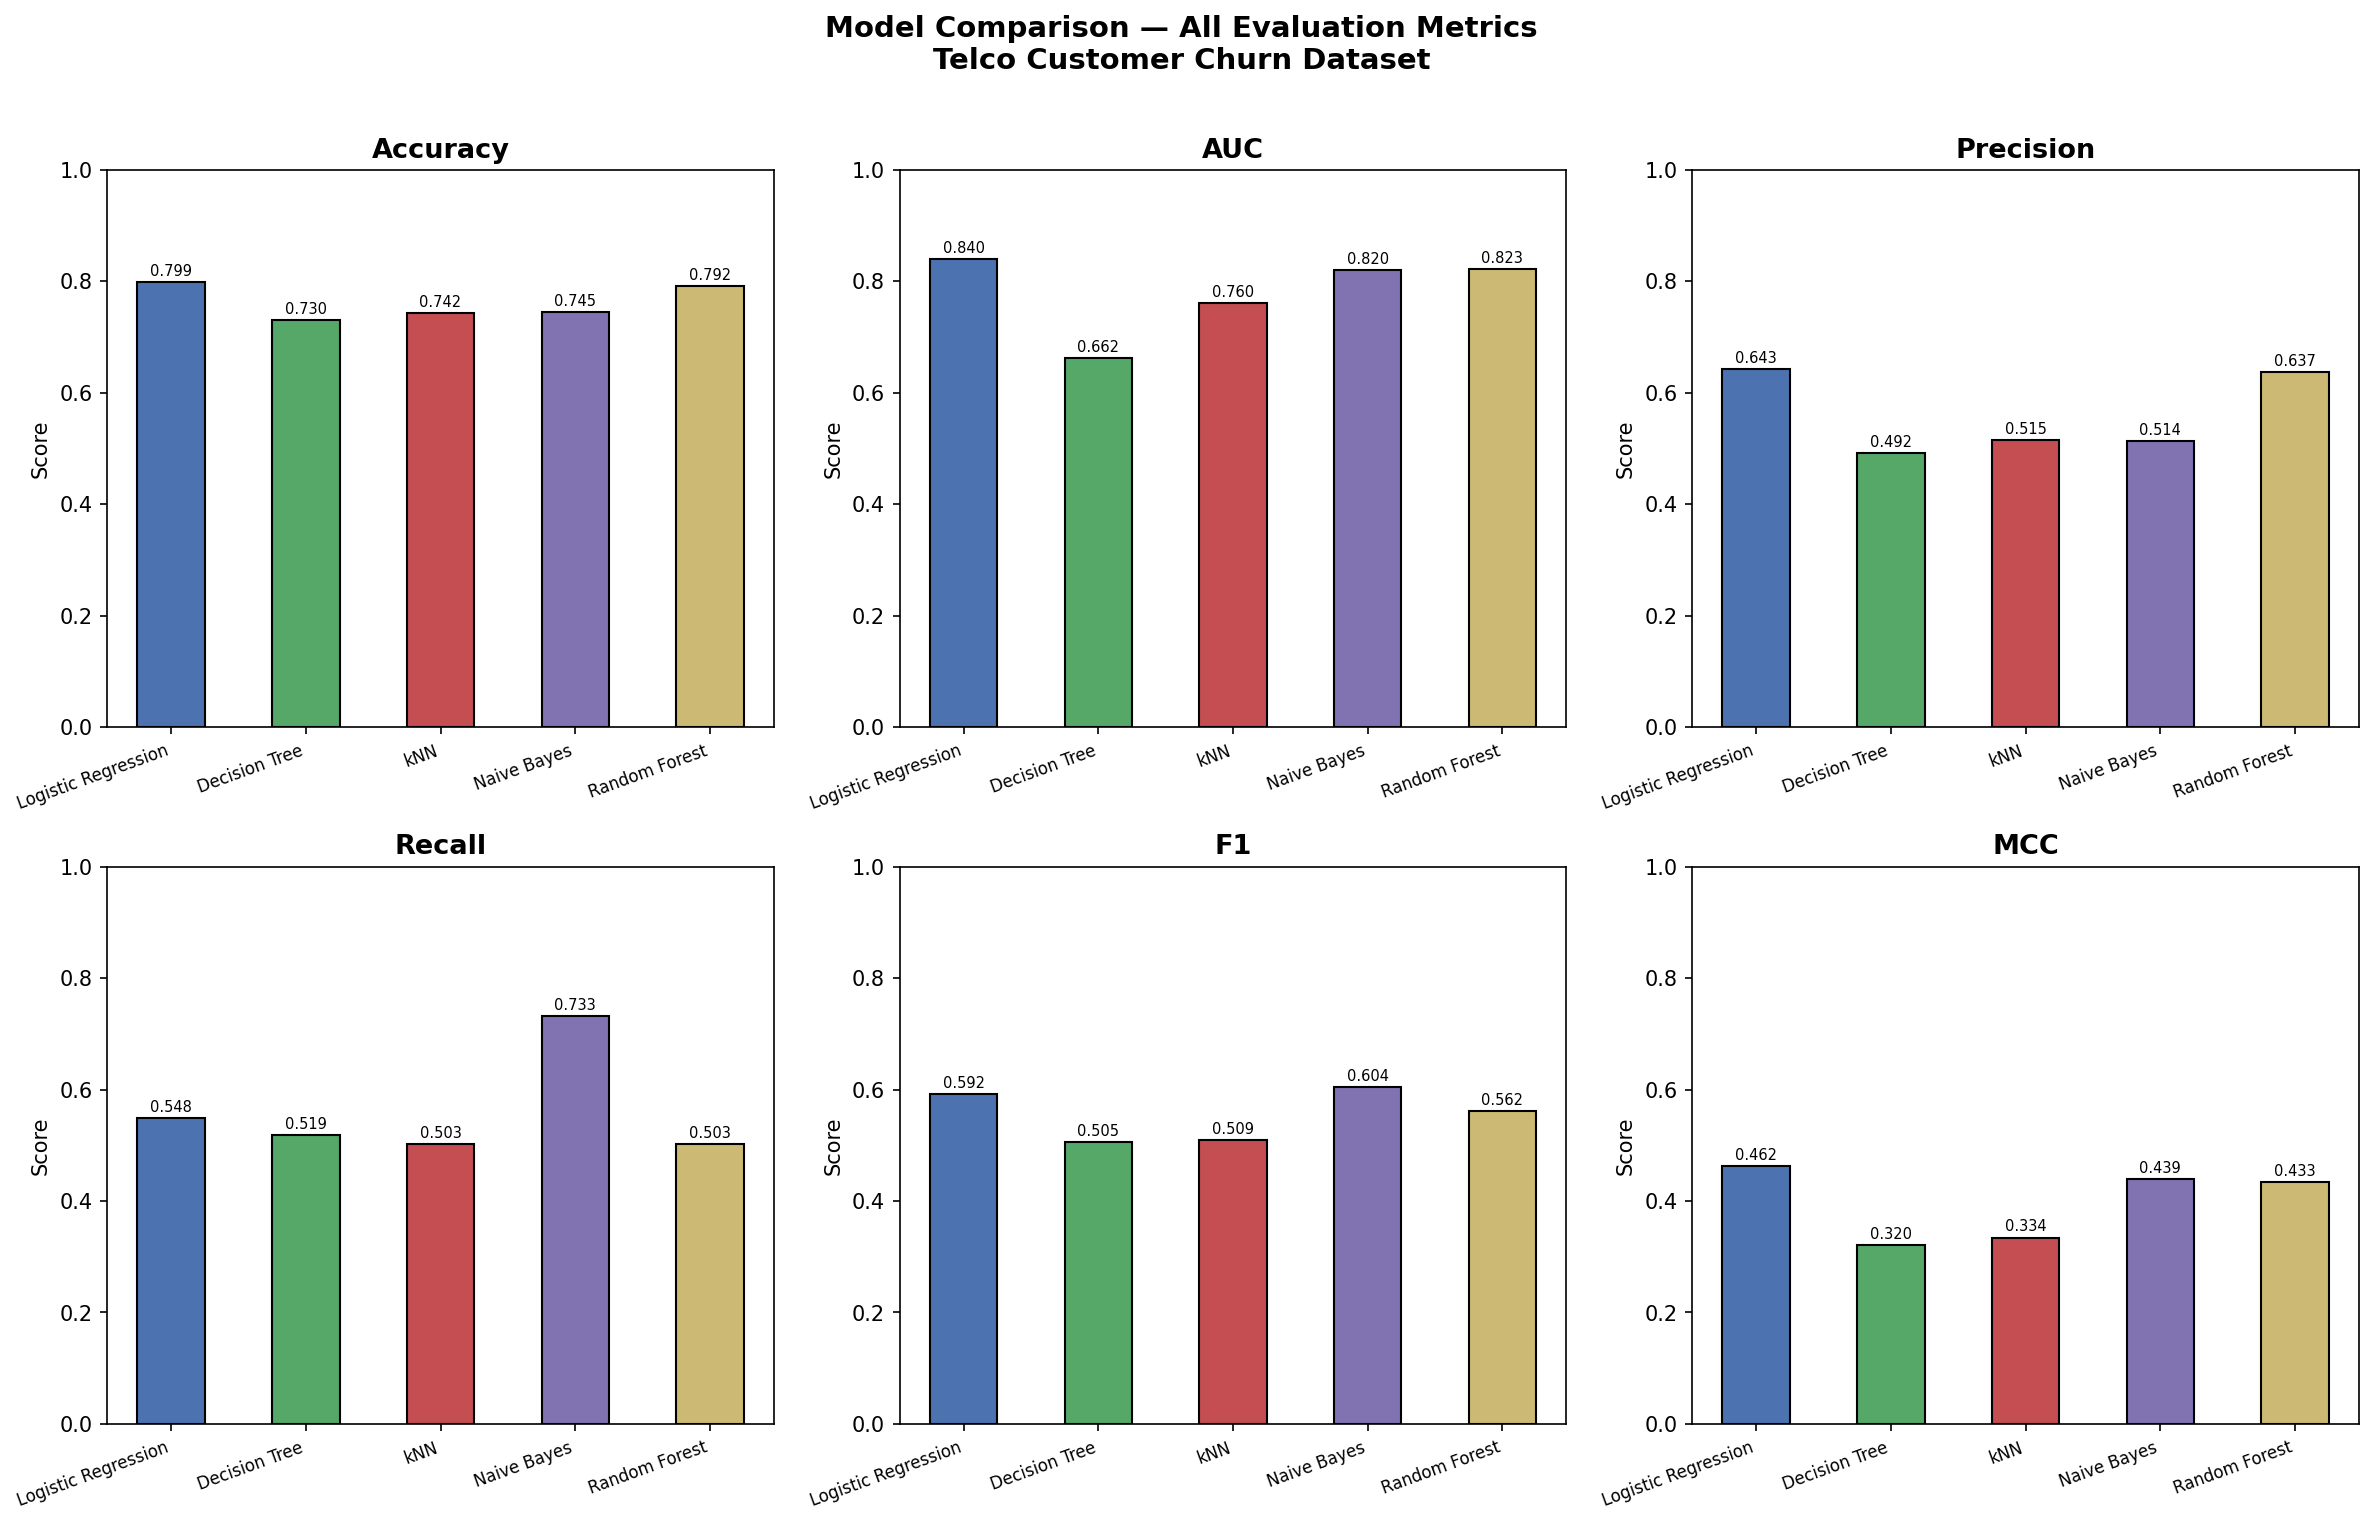 Model Comparison — All Evaluation Metrics
Telco Customer Churn Dataset
Accuracy
1.0
0.8
0.6
0.4
0.2
0.0
Score
0.799
0.730
0.742
0.745
0.792
Logistic Regression
Decision Tree
kNN
Naive Bayes
Random Forest
AUC
1.0
0.8
0.6
0.4
0.2
0.0
Score
0.840
0.662
0.760
0.820
0.823
Logistic Regression
Decision Tree
kNN
Naive Bayes
Random Forest
Precision
1.0
0.8
0.6
0.4
0.2
0.0
Score
0.643
0.492
0.515
0.514
0.637
Logistic Regression
Decision Tree
kNN
Naive Bayes
Random Forest
Recall
1.0
0.8
0.6
0.4
0.2
0.0
Score
0.548
0.519
0.503
0.733
0.503
Logistic Regression
Decision Tree
kNN
Naive Bayes
Random Forest
F1
1.0
0.8
0.6
0.4
0.2
0.0
Score
0.592
0.505
0.509
0.604
0.562
Logistic Regression
Decision Tree
kNN
Naive Bayes
Random Forest
MCC
1.0
0.8
0.6
0.4
0.2
0.0
Score
0.462
0.320
0.334
0.439
0.433
Logistic Regression
Decision Tree
kNN
Naive Bayes
Random Forest